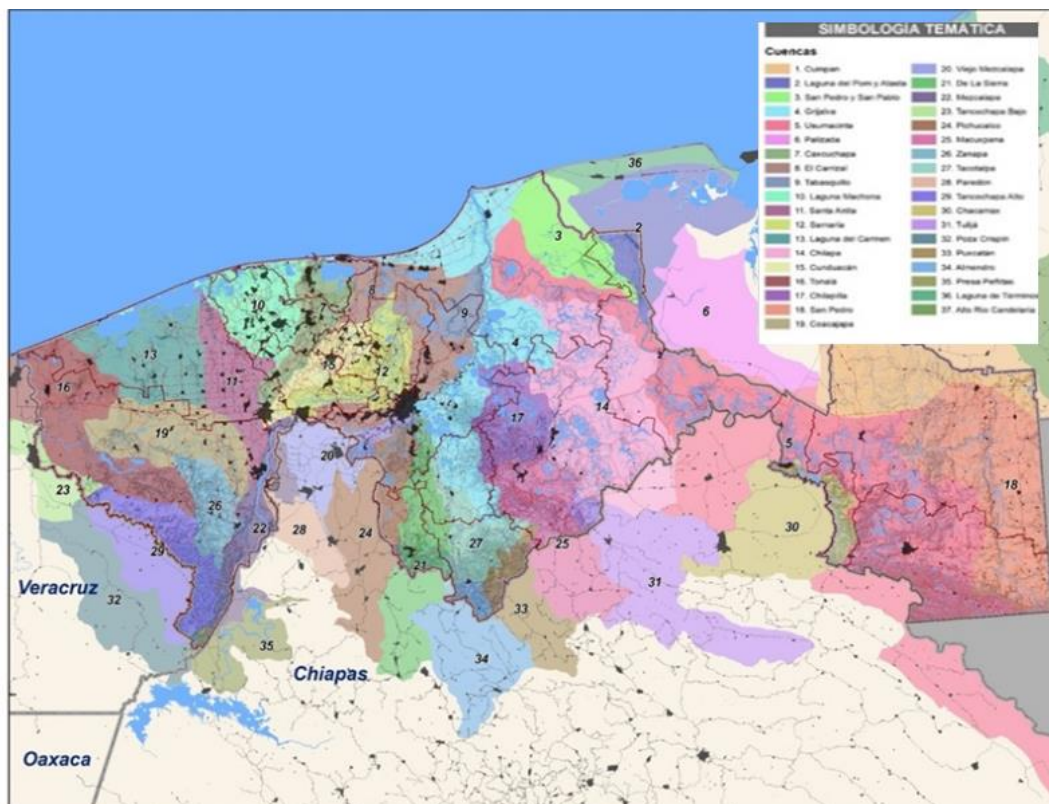 SIMBOLOGÍA TEMÁTICA
Cuencas
1. Cumpan
2. Laguna del Pom y Atasta
3. San Pedro y San Pablo
4. Grijalva
5. Usumacinta
6. Palizada
7. Caxcuchapa
8. El Carrizal
9. Tabasquillo
10. Laguna Machona
11. Santa Anita
12. Samaria
13. Laguna del Carmen
14. Chilapa
15. Cunduacán
16. Tonalá
17. Chilapilla
18. San Pedro
19. Coacajapa
20. Viejo Mezcalapa
21. De La Sierra
22. Mezcalapa
23. Tancochapa Bajo
24. Pichucalco
25. Macuspana
26. Zanapa
27. Tacotalpa
28. Paredón
29. Tancochapa Alto
30. Chacamax
31. Tulijá
32. Poza Crispín
33. Puxcatán
34. Almendro
35. Presa Peñitas
36. Laguna de Términos
37. Alto Río Candelaria
36
2
3
6
8
10
7
9
4
13
15
12
16
11
17
14
19
5
18
20
23
26
22
30
28
24
27
25
29
21
31
Veracruz
32
33
35
34
Chiapas
Oaxaca